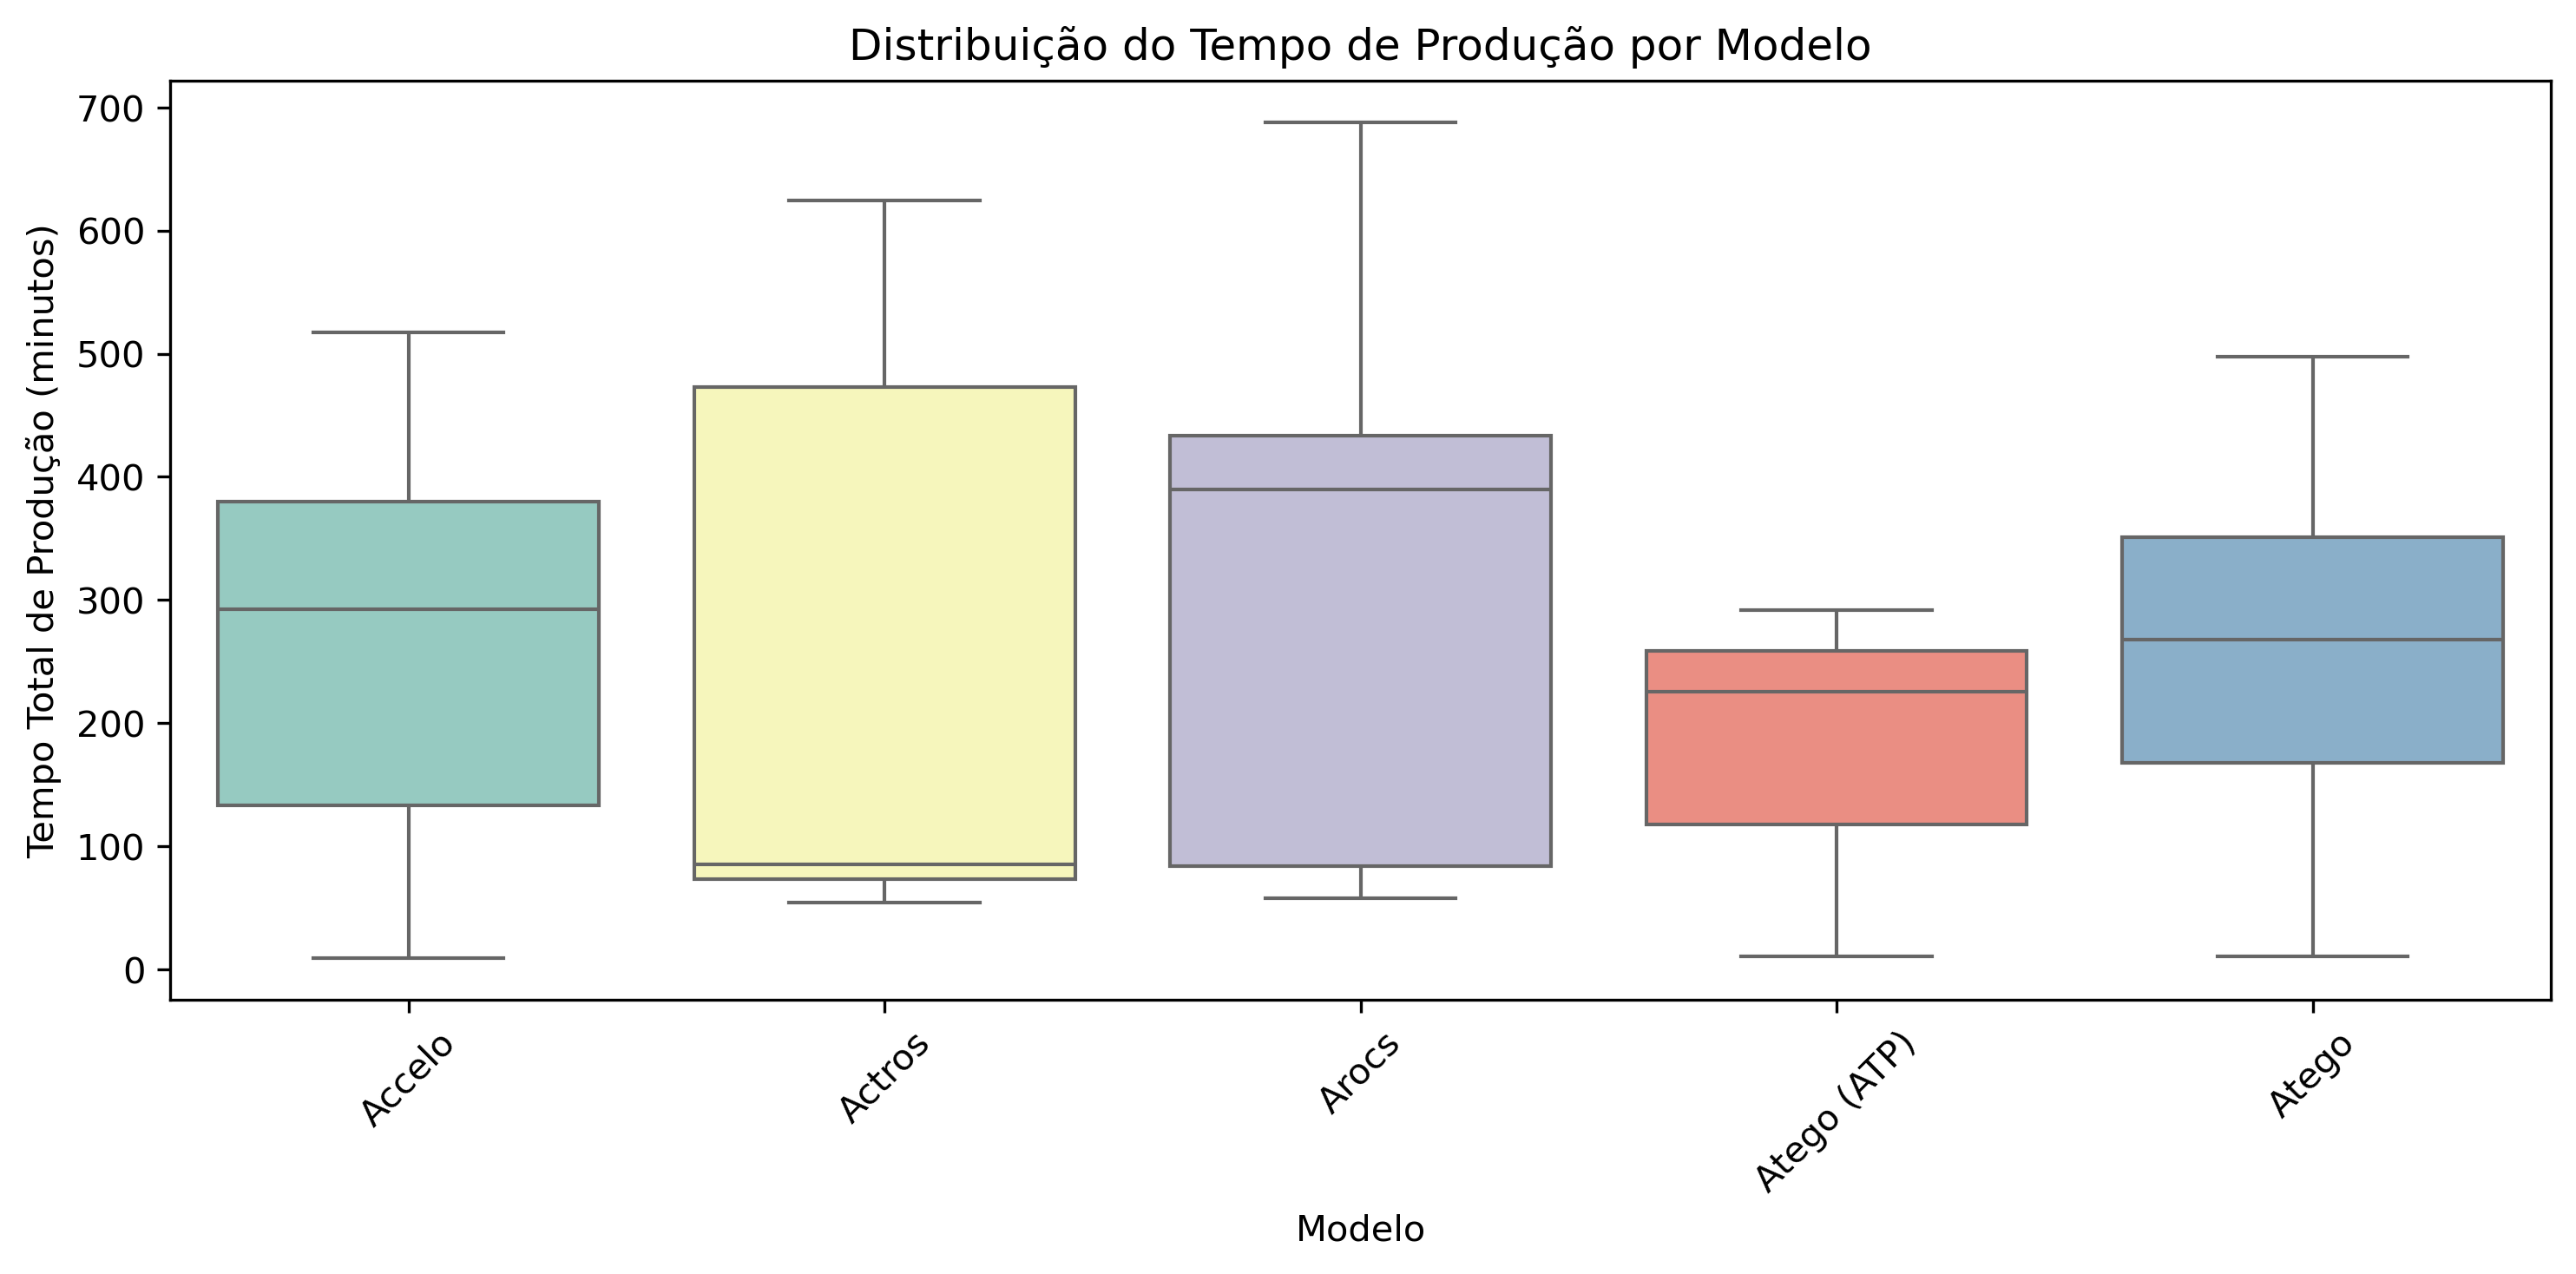 Distribuição do Tempo de Produção por Modelo
Tempo Total de Produção (minutos)
700
600
500
400
300
200
100
0
Accelo
Actros
Arocs
Atego (ATP)
Atego
Modelo